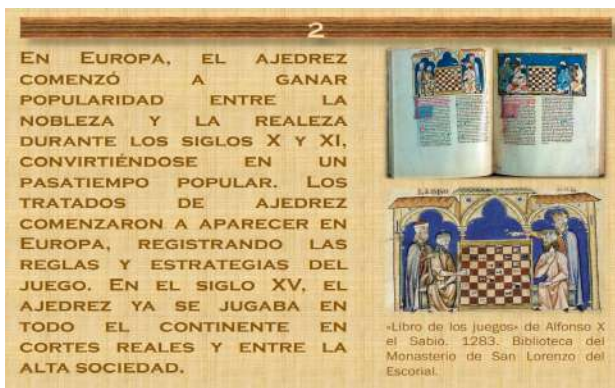 2
EN EUROPA, EL AJEDREZ
COMENZÓ A GANAR
POPULARIDAD ENTRE LA
NOBLEZA Y LA REALEZA
DURANTE LOS SIGLOS X Y XI,
CONVIRTIÉNDOSE EN UN
PASATIEMPO POPULAR. LOS
TRATADOS DE AJEDREZ
COMENZARON A APARECER EN
EUROPA, REGISTRANDO LAS
REGLAS Y ESTRATEGIAS DEL
JUEGO. EN EL SIGLO XV, EL
AJEDREZ YA SE JUGABA EN
TODO EL CONTINENTE EN
CORTES REALES Y ENTRE LA
ALTA SOCIEDAD.
«Libro de los juegos» de Alfonso X
el Sabio. 1283. Biblioteca del
Monasterio de San Lorenzo del
Escorial.